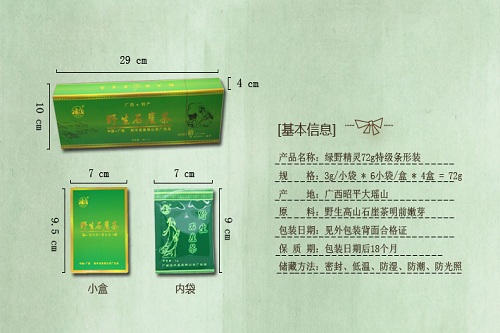 29 cm
4 cm
10 cm
广西·特产
野生石崖茶
7 cm
7 cm
9.5 cm
9 cm
野生石崖茶
野生
石崖茶
小盒
内袋
[基本信息]
产品名称：绿野精灵72g特级条形装
规 格：3g/小袋 * 6小袋/盒 * 4盒 = 72g
产 地：广西昭平大瑶山
原 料：野生高山石崖茶明前嫩芽
包装日期：见外包装背面合格证
保 质 期：包装日期后18个月
储藏方法：密封、低温、防湿、防潮、防光照